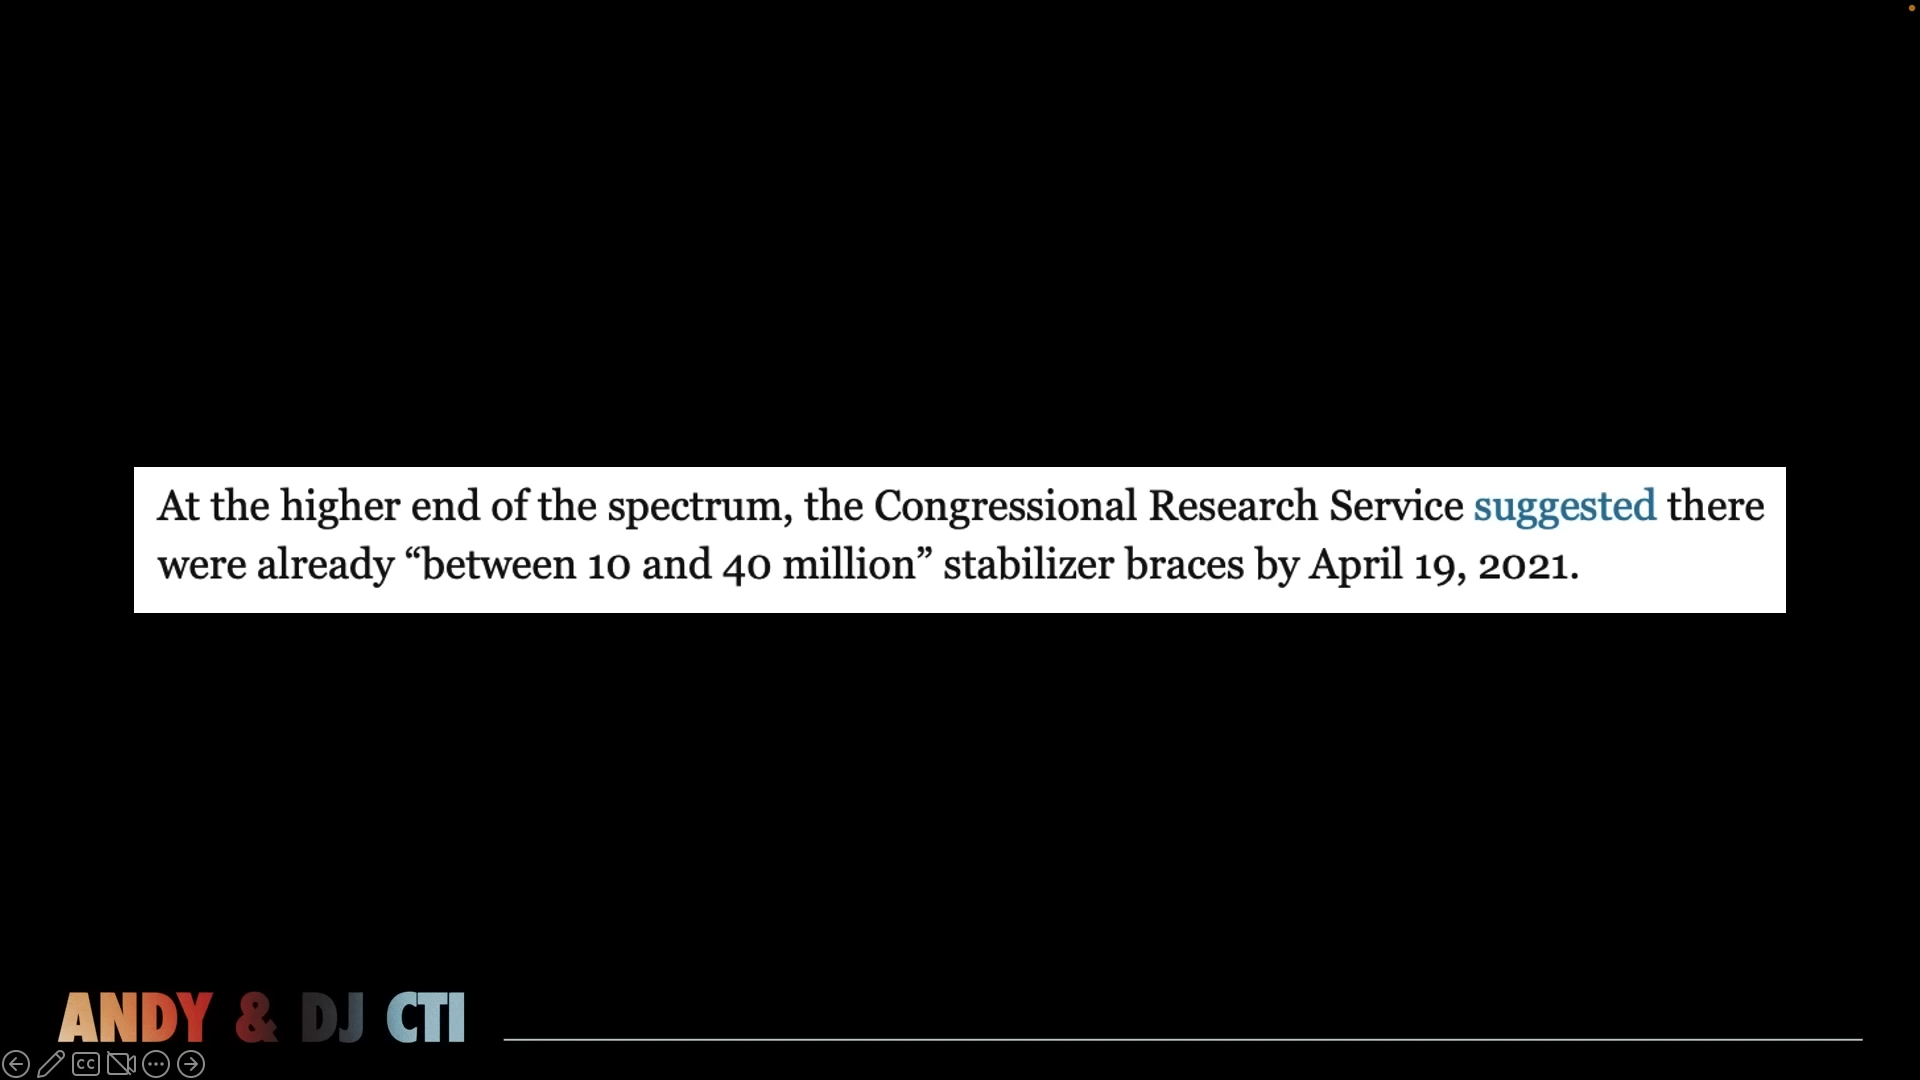 At the higher end of the spectrum, the Congressional Research Service suggested there
were already “between 10 and 40 million” stabilizer braces by April 19, 2021.
ANDY & DJ CTI
CC